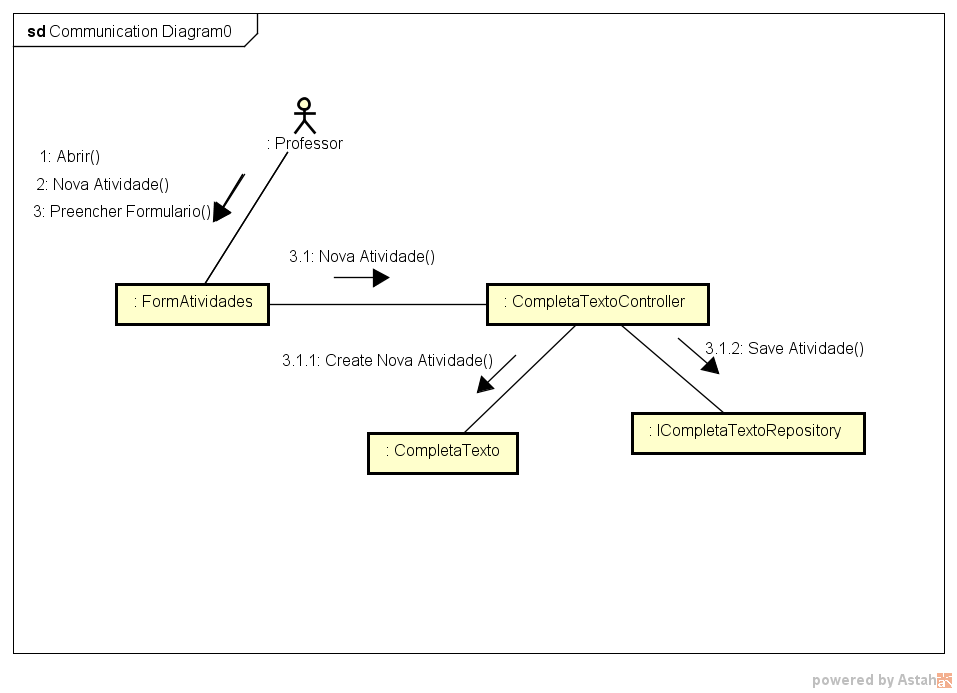 sd Communication Diagram0
: Professor
1: Abrir()
2: Nova Atividade()
3: Preencher Formulario()
3.1: Nova Atividade()
: FormAtividades
: CompletaTextoController
3.1.1: Create Nova Atividade()
3.1.2: Save Atividade()
: ICompletaTextoRepository
: CompletaTexto
powered by Astah